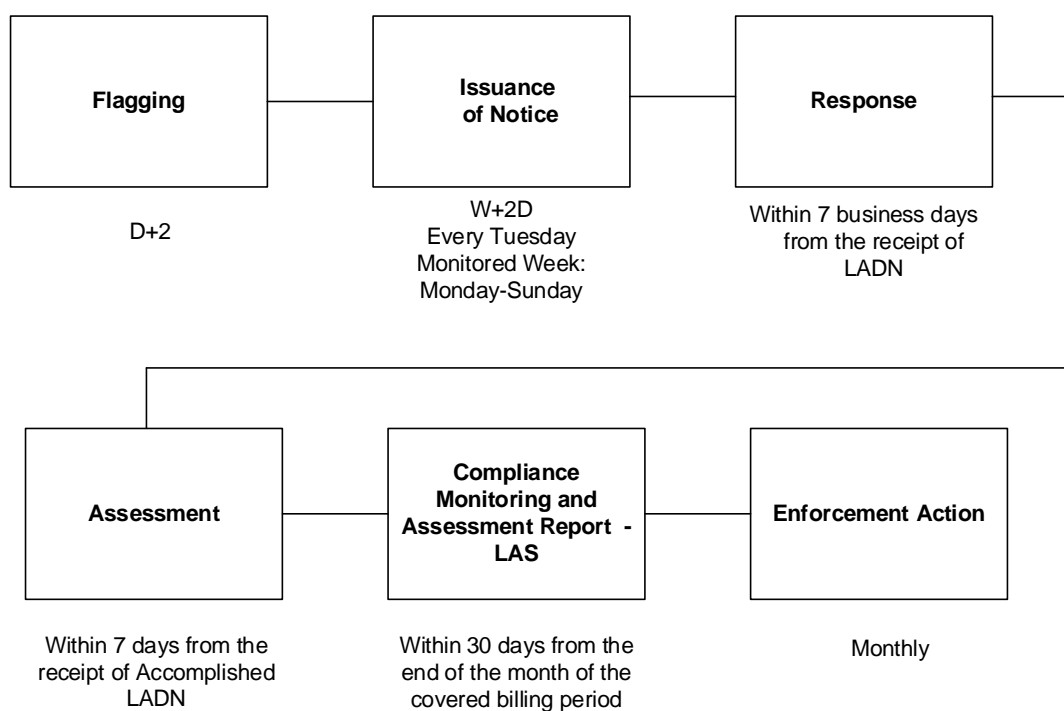 Flagging
D+2
Issuance
of Notice
W+2D
Every Tuesday
Monitored Week:
Monday-Sunday
Response
Within 7 business days
from the receipt of
LADN
Assessment
Within 7 days from the
receipt of Accomplished
LADN
Compliance
Monitoring and
Assessment Report -
LAS
Within 30 days from the
end of the month of the
covered billing period
Enforcement Action
Monthly